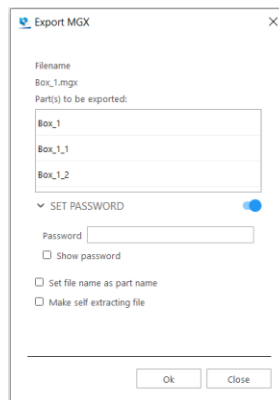 Export MGX
Filename
Box_1.mgx
Part(s) to be exported:
Box_1
Box_1_1
Box_1_2
SET PASSWORD
Password
Show password
Set file name as part name
Make self extracting file
Ok Close